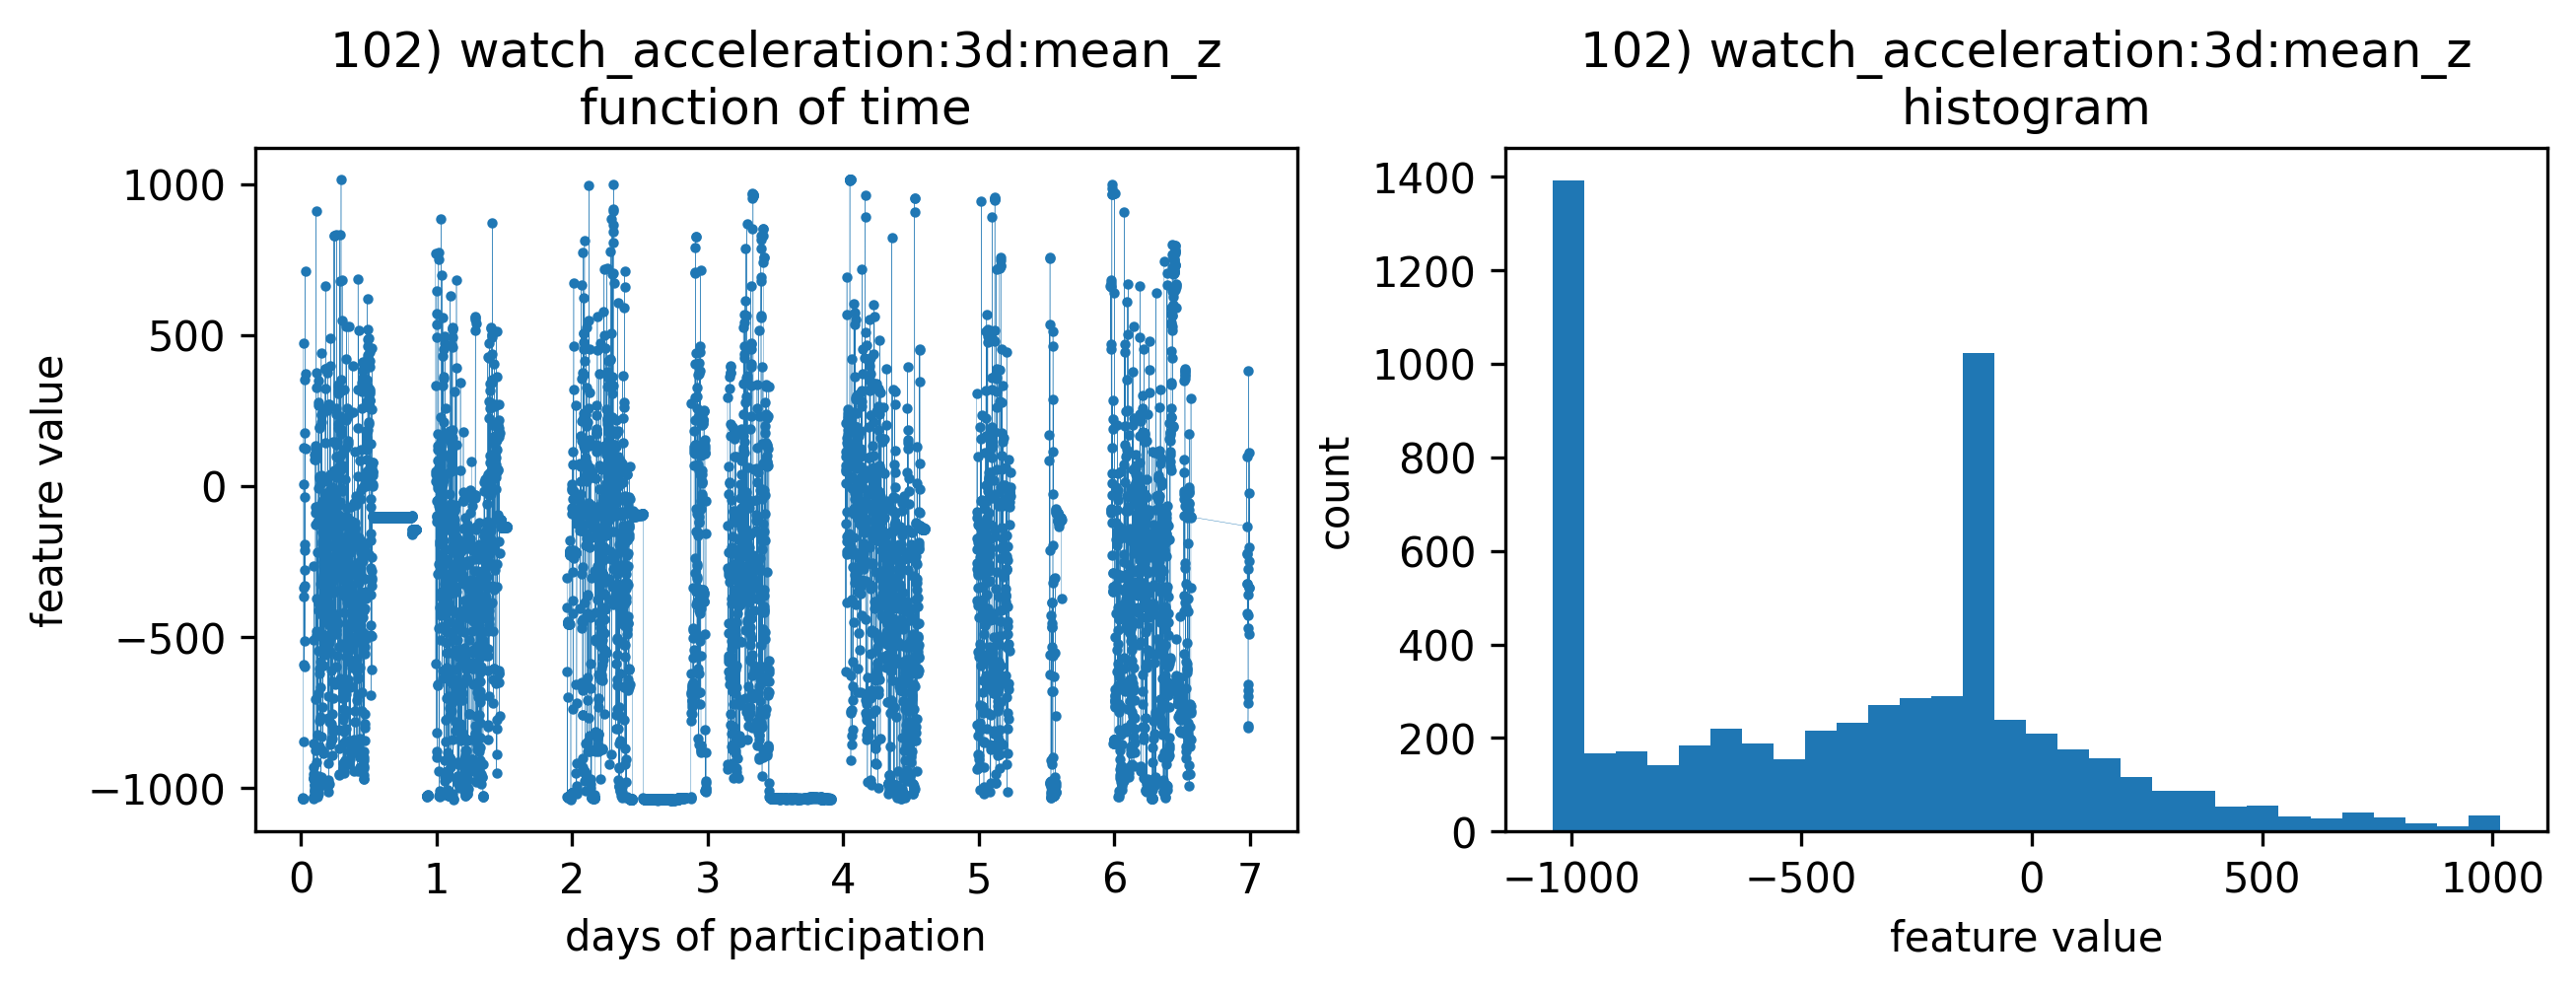 102) watch_acceleration:3d:mean_z
function of time
1000
500
0
−500
−1000
feature value
0 1 2 3 4 5 6 7
days of participation
102) watch_acceleration:3d:mean_z
histogram
1400
1200
1000
800
600
400
200
0
count
−1000 −500 0 500 1000
feature value